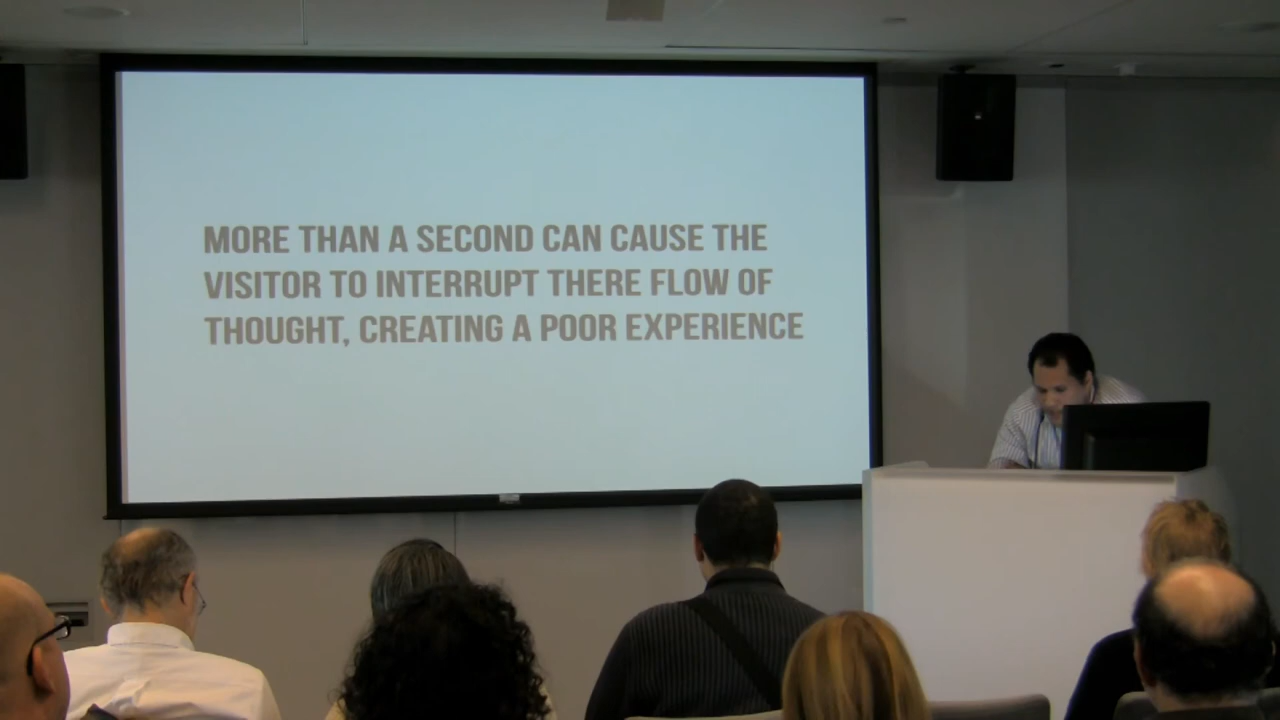 MORE THAN A SECOND CAN CAUSE THE
VISITOR TO INTERRUPT THERE FLOW OF
THOUGHT, CREATING A POOR EXPERIENCE